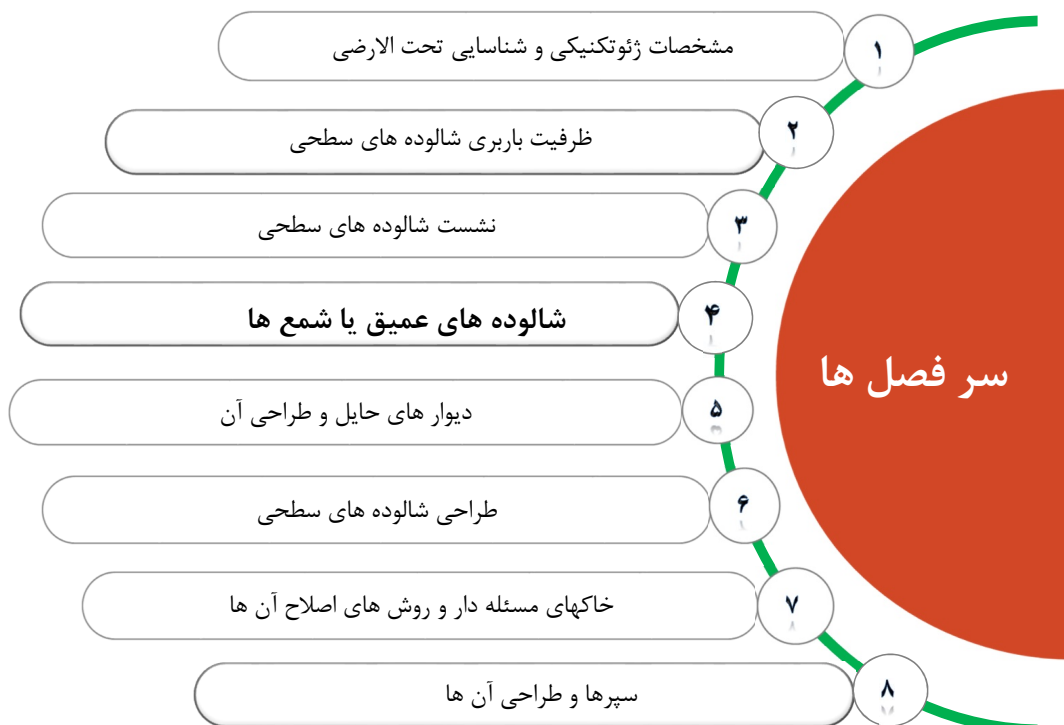 سر فصل ها
۱
مشخصات ژئوتکنیکی و شناسایی تحت الارضی
۲
ظرفیت باربری شالوده های سطحی
۳
نشست شالوده های سطحی
۴
شالوده های عمیق یا شمع ها
۵
دیوار های حایل و طراحی آن
۶
طراحی شالوده های سطحی
۷
خاکهای مسئله دار و روش های اصلاح آن ها
۸
سپرها و طراحی آن ها